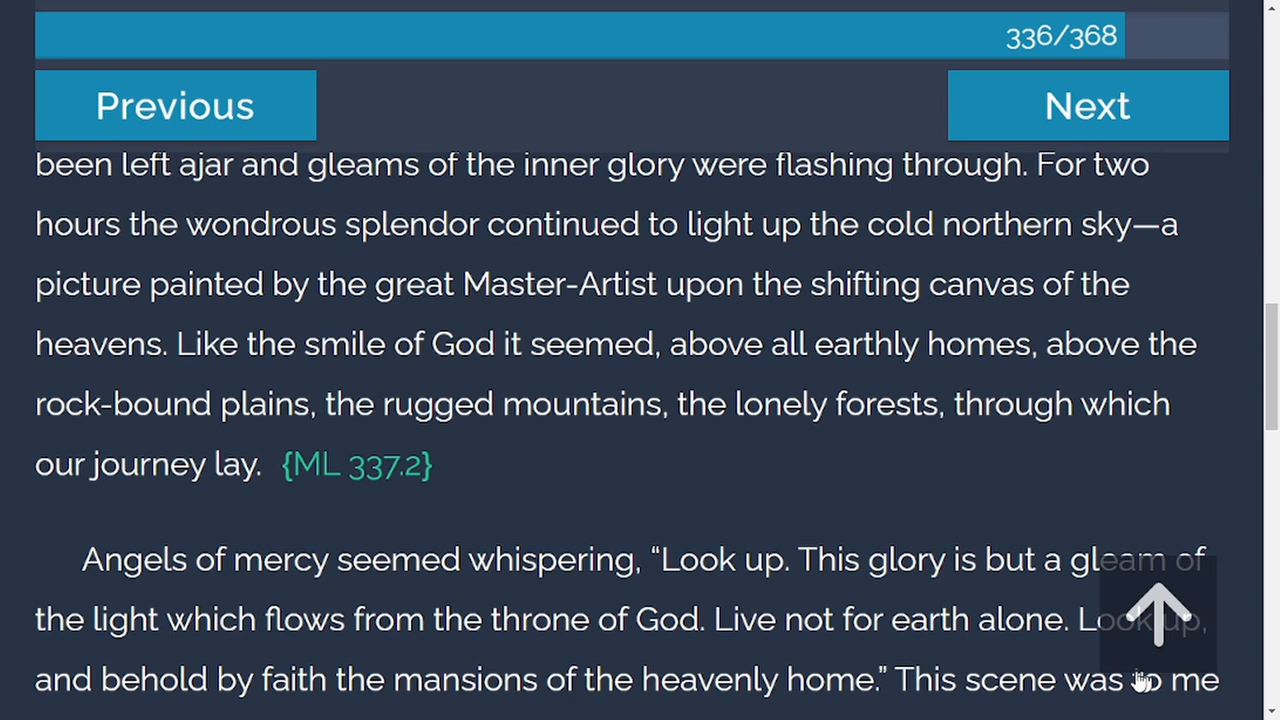 336/368
Previous
Next
been left ajar and gleams of the inner glory were flashing through. For two
hours the wondrous splendor continued to light up the cold northern sky—a
picture painted by the great Master-Artist upon the shifting canvas of the
heavens. Like the smile of God it seemed, above all earthly homes, above the
rock-bound plains, the rugged mountains, the lonely forests, through which
our journey lay. {ML 337.2}
Angels of mercy seemed whispering, “Look up. This glory is but a gleam of
the light which flows from the throne of God. Live not for earth alone. Look up,
and behold by faith the mansions of the heavenly home.” This scene was to me